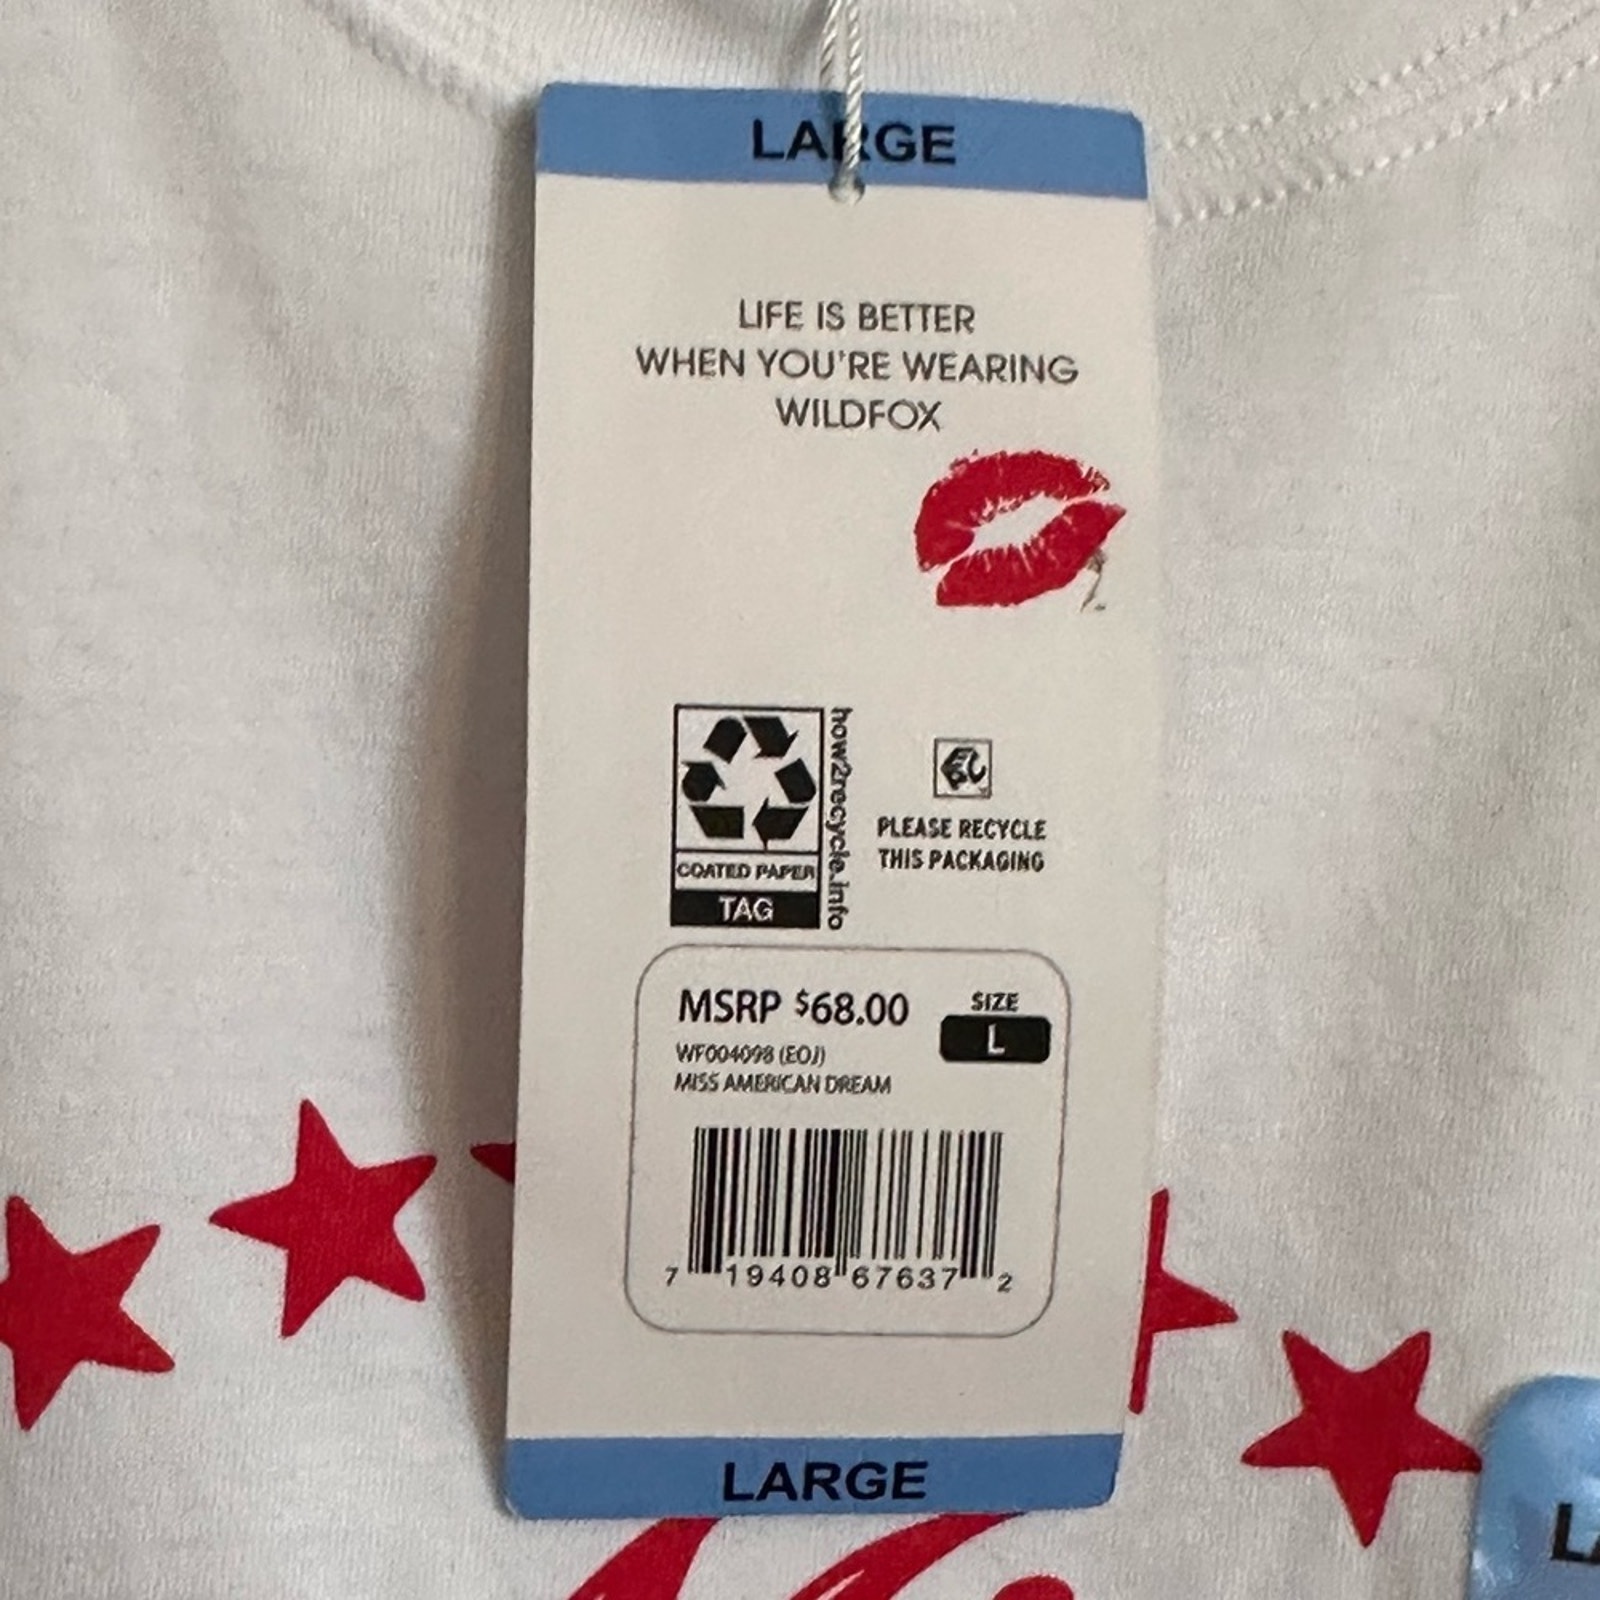 LARGE
LIFE IS BETTER
WHEN YOU'RE WEARING
WILDFOX
how2recycle.info
COATED PAPER
TAG
PLEASE RECYCLE
THIS PACKAGING
MSRP $68.00
SIZE
L
WF004098 (EOJ)
MISS AMERICAN DREAM
7 19408 67637 2
LARGE
LA